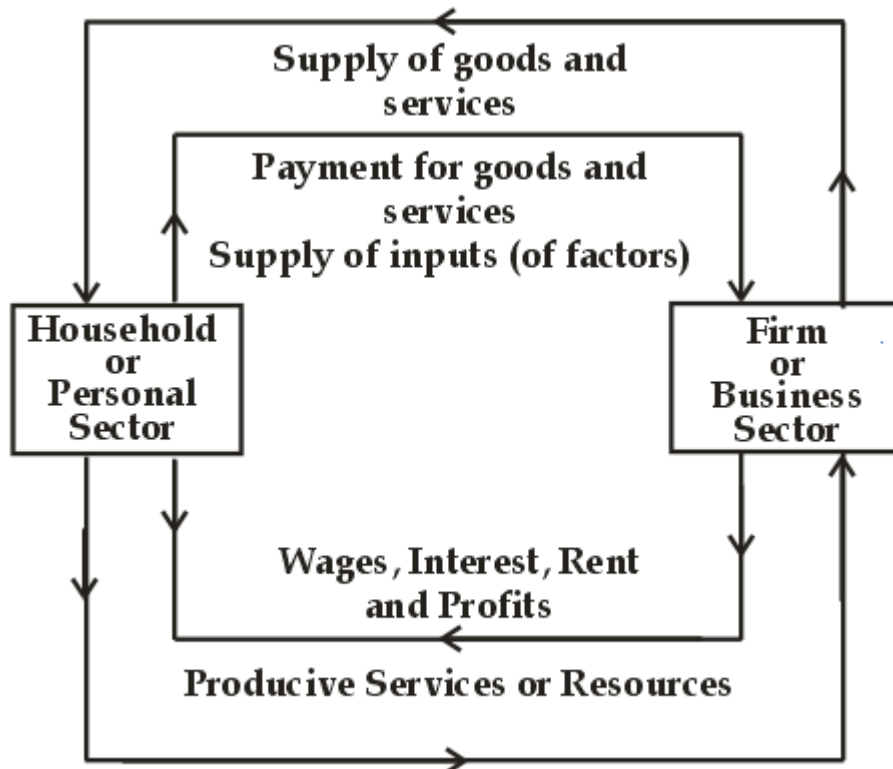 Supply of goods and
services
Payment for goods and
services
Supply of inputs (of factors)
Household
or
Personal
Sector
Firm
or
Business
Sector
Wages, Interest, Rent
and Profits
Producive Services or Resources